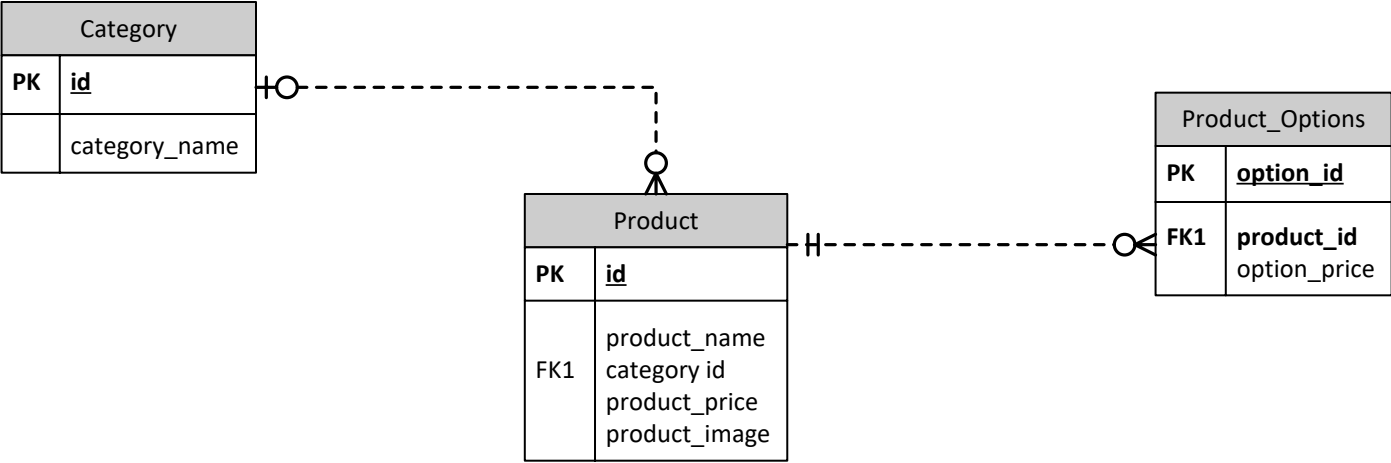 Category
PK id
category_name
Product
PK id
product_name
FK1 category id
product_price
product_image
Product_Options
PK option_id
FK1 product_id
option_price